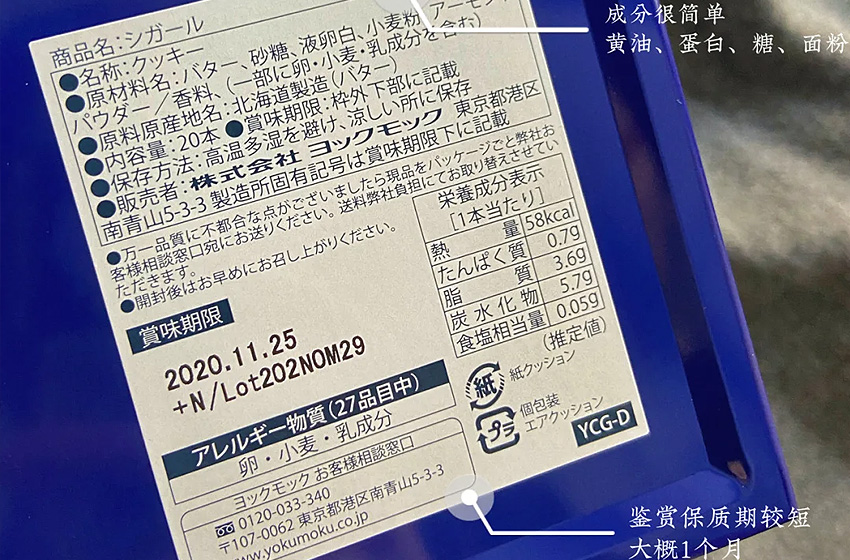 商品名:シガール
●名称:クッキー
●原材料名:バター、砂糖、液卵白、小麦粉、アーモンド
パウダー/香料、(一部に卵・小麦・乳成分を含む)
●原料原産地名:北海道製造(バター)
●内容量:20本 ●賞味期限:枠外下部に記載
●保存方法:高温多湿を避け、涼しい所に保存
●販売者:株式会社 ヨックモック 東京都港区
南青山5-3-3 製造所固有記号は賞味期限下に記載
●万一品質に不都合な点がございましたら現品をパッケージごと弊社お
客様相談窓口宛にお送りください。送料弊社負担にてお取り替えさせてい
ただきます。
●開封後はお早めにお召し上がりください。
栄養成分表示
[1本当たり]
熱量 58kcal
たんぱく質 0.7g
脂質 3.6g
炭水化物 5.7g
食塩相当量 0.05g
(推定値)
賞味期限
2020.11.25
+N/Lot202NOM29
アレルギー物質(27品目中)
卵・小麦・乳成分
紙 紙クッション
プラ 個包装
エアクッション
YCG-D
ヨックモック お客様相談窓口
0120-033-340
〒107-0062 東京都港区南青山5-3-3
www.yokumoku.co.jp
成分很简单
黄油、蛋白、糖、面粉
鉴赏保质期较短
大概1个月